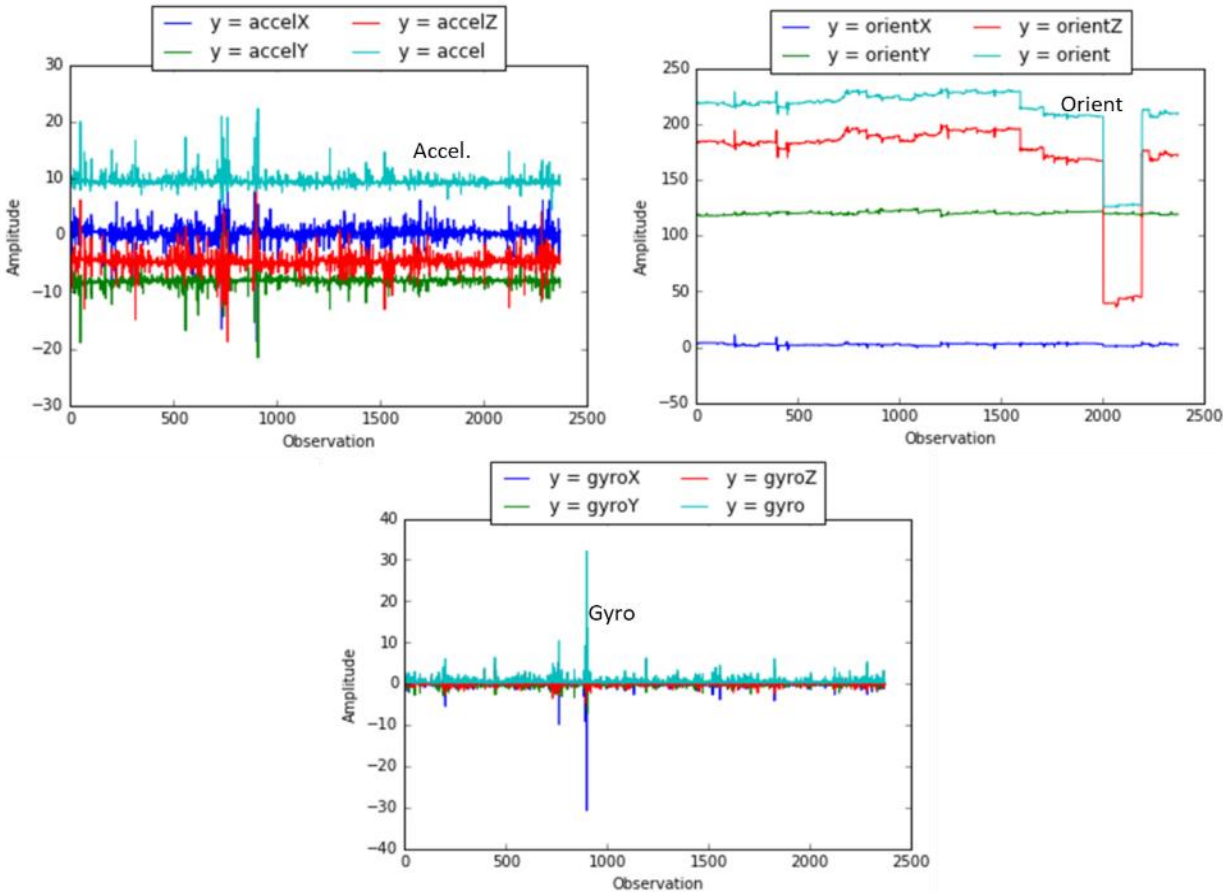 y = accelX y = accelZ
y = accelY y = accel
30
20
10
0
−10
−20
−30
Amplitude
Accel.
0 500 1000 1500 2000 2500
Observation
y = orientX y = orientZ
y = orientY y = orient
250
200
150
100
50
0
−50
Amplitude
Orient
0 500 1000 1500 2000 2500
Observation
y = gyroX y = gyroZ
y = gyroY y = gyro
40
30
20
10
0
−10
−20
−30
−40
Amplitude
Gyro
0 500 1000 1500 2000 2500
Observation